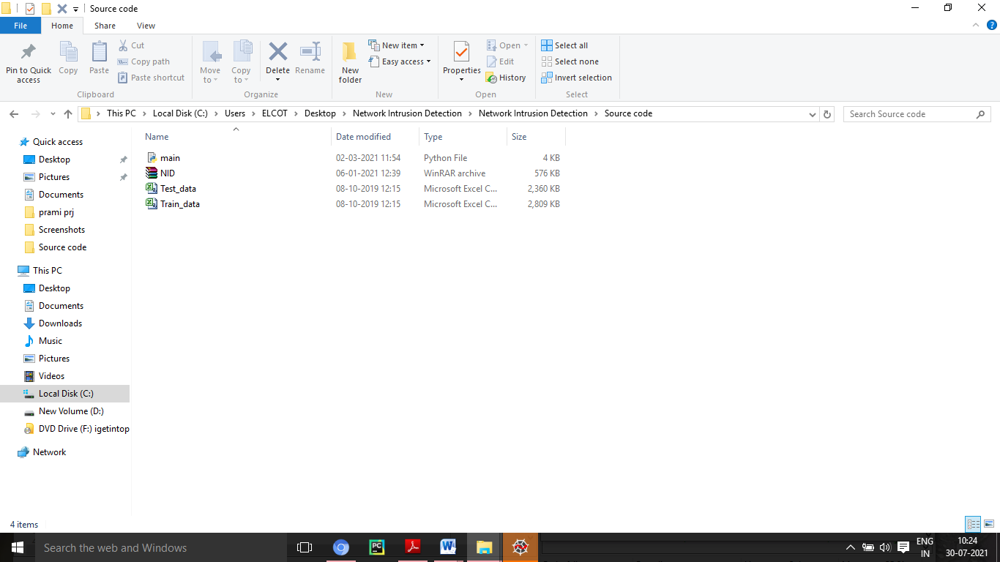 Source code
File Home Share View
Pin to Quick access
Copy
Paste
Cut
Copy path
Paste shortcut
Clipboard
Move to
Copy to
Delete
Rename
Organize
New folder
New item
Easy access
New
Properties
Open
Edit
History
Open
Select all
Select none
Invert selection
Select
This PC Local Disk (C:) Users ELCOT Desktop Network Intrusion Detection Network Intrusion Detection Source code
Search Source code
Quick access
Desktop
Pictures
Documents
prami prj
Screenshots
Source code
This PC
Desktop
Documents
Downloads
Music
Pictures
Videos
Local Disk (C:)
New Volume (D:)
DVD Drive (F:) igetintop
Network
Name Date modified Type Size
main 02-03-2021 11:54 Python File 4 KB
NID 06-01-2021 12:39 WinRAR archive 576 KB
Test_data 08-10-2019 12:15 Microsoft Excel C... 2,360 KB
Train_data 08-10-2019 12:15 Microsoft Excel C... 2,809 KB
4 items
Search the web and Windows
PC
ENG
IN
10:24
30-07-2021